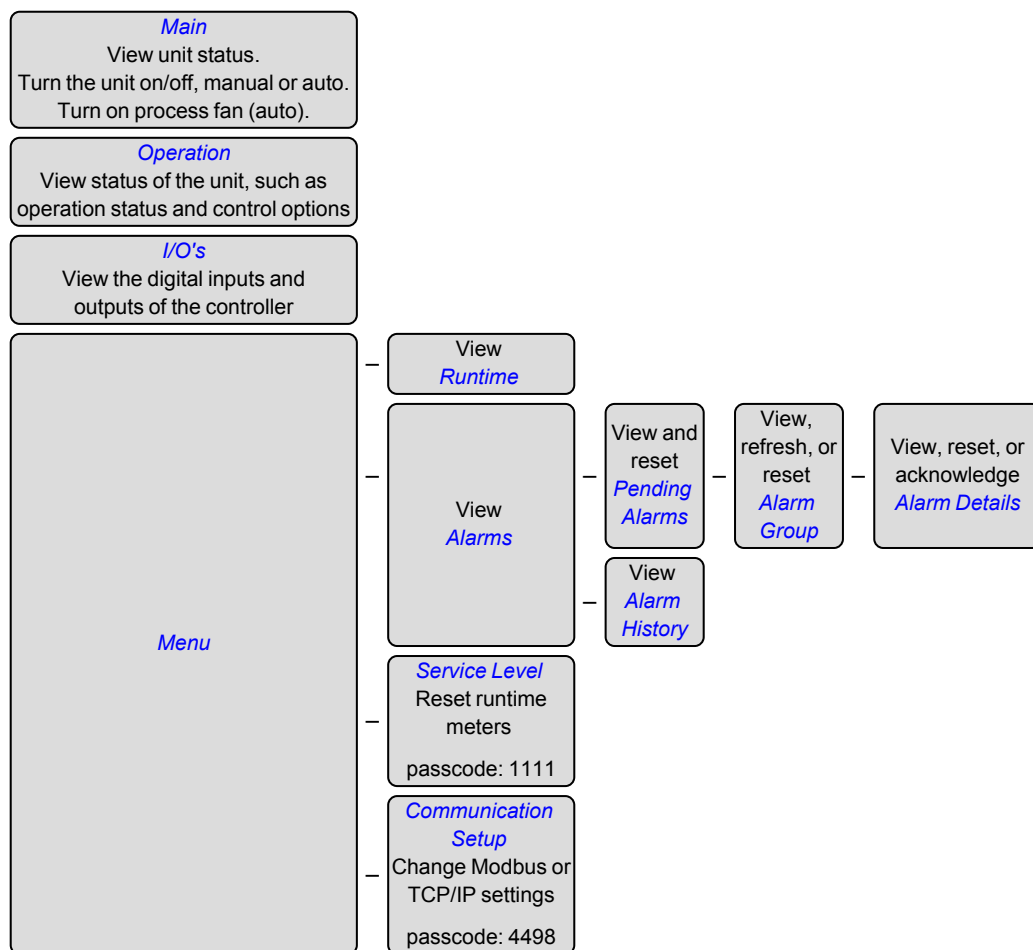 Main
View unit status.
Turn the unit on/off, manual or auto.
Turn on process fan (auto).
Operation
View status of the unit, such as
operation status and control options
I/O's
View the digital inputs and
outputs of the controller
Menu
–
View
Runtime
–
View
Alarms
–
View and
reset
Pending
Alarms
–
View,
refresh, or
reset
Alarm
Group
–
View, reset, or
acknowledge
Alarm Details
–
View
Alarm
History
–
Service Level
Reset runtime
meters
passcode: 1111
–
Communication
Setup
Change Modbus or
TCP/IP settings
passcode: 4498